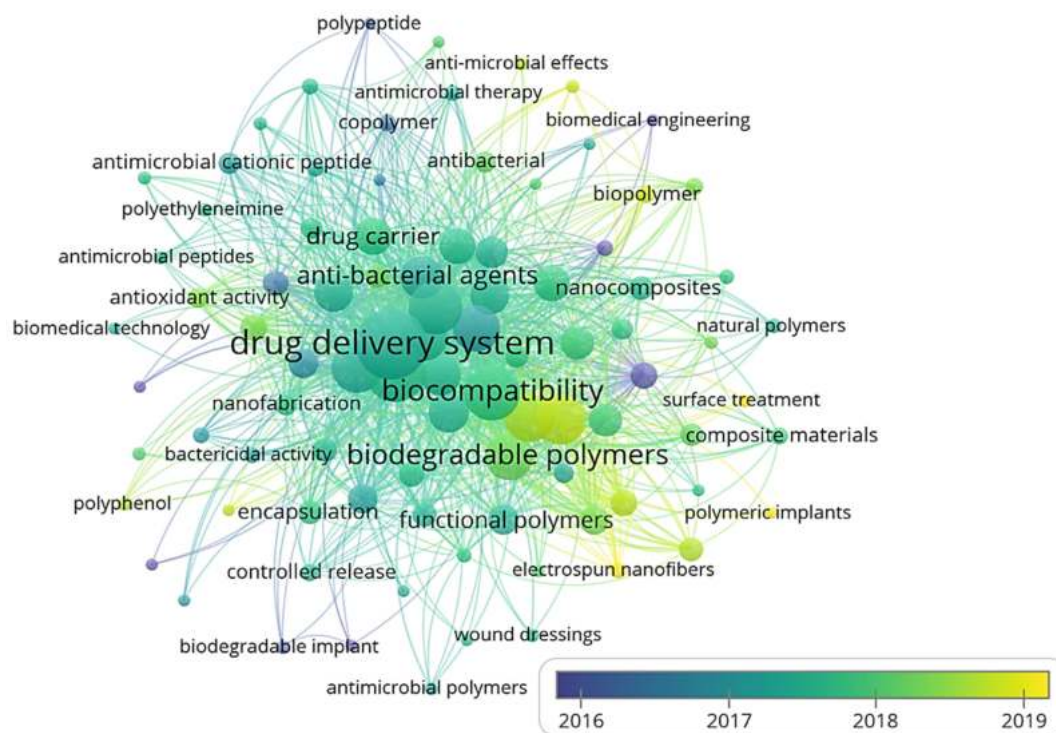 polypeptide
anti-microbial effects
antimicrobial therapy
copolymer
biomedical engineering
antimicrobial cationic peptide
antibacterial
biopolymer
polyethyleneimine
drug carrier
antimicrobial peptides
anti-bacterial agents
nanocomposites
antioxidant activity
biomedical technology
natural polymers
drug delivery system
biocompatibility
surface treatment
nanofabrication
composite materials
bactericidal activity
biodegradable polymers
polyphenol
encapsulation
functional polymers
polymeric implants
controlled release
electrospun nanofibers
biodegradable implant
wound dressings
antimicrobial polymers
2016 2017 2018 2019